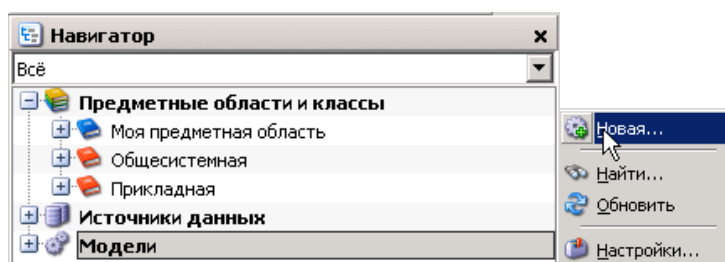 Навигатор
Всё
Предметные области и классы
Моя предметная область
Общесистемная
Прикладная
Источники данных
Модели
Новая...
Найти...
Обновить
Настройки...